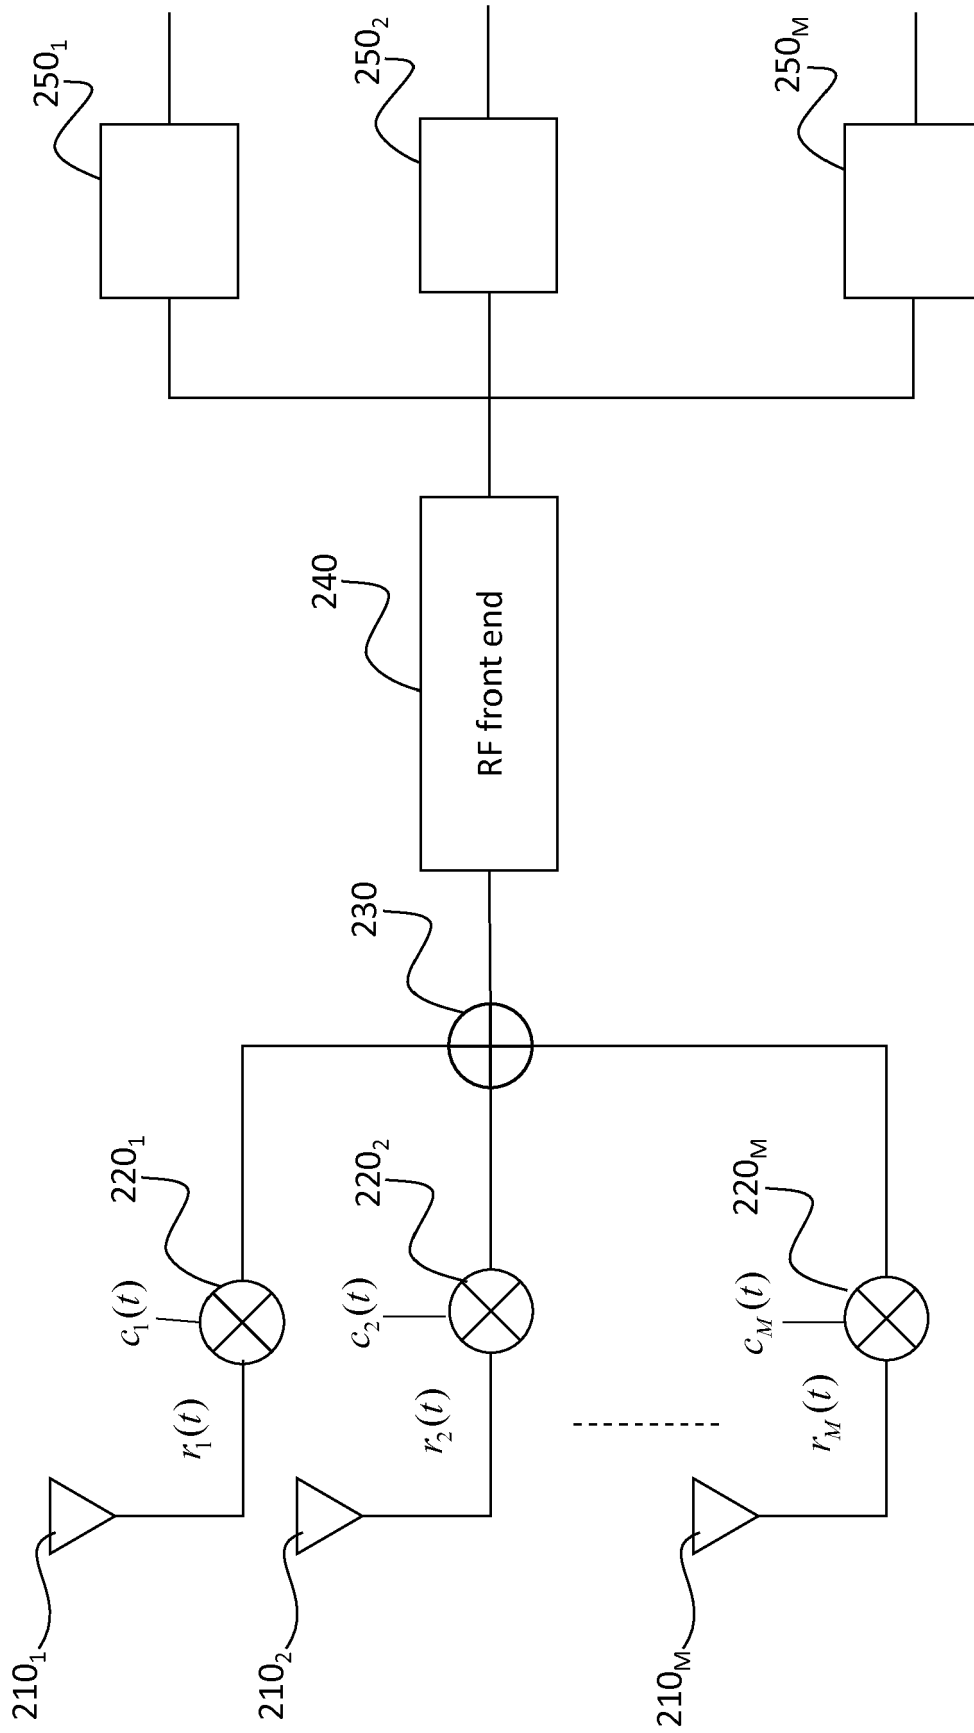 210₁
r₁(t)
c₁(t)
220₁
250₁
210₂
r₂(t)
c₂(t)
220₂
230
RF front end
240
250₂
210M
rM(t)
cM(t)
220M
250M